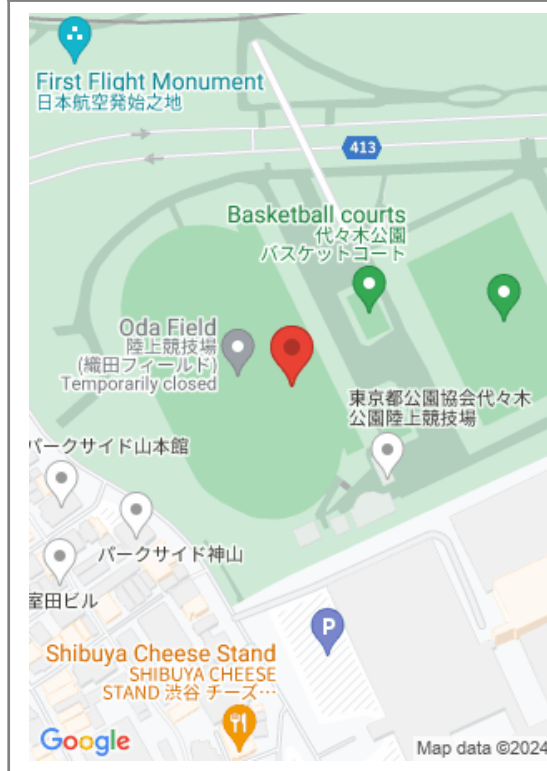 First Flight Monument
日本航空発始之地
413
Basketball courts
代々木公園
バスケットコート
Oda Field
陸上競技場
(織田フィールド)
Temporarily closed
東京都公園協会代々木
公園陸上競技場
パークサイド山本館
パークサイド神山
室田ビル
P
Shibuya Cheese Stand
SHIBUYA CHEESE
STAND 渋谷 チーズ…
Google
Map data ©2024